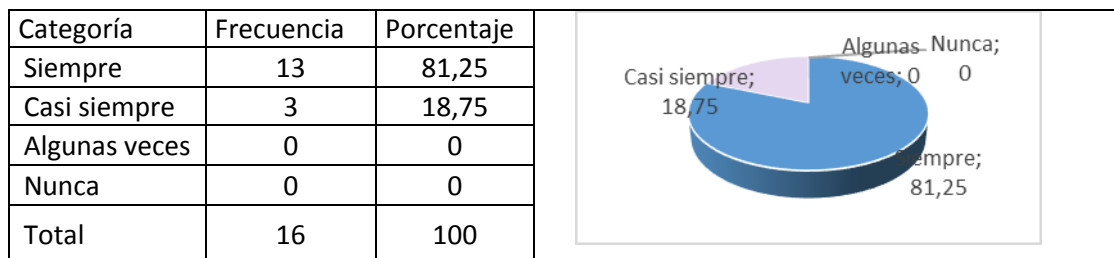 Categoría Frecuencia Porcentaje
Siempre 13 81,25
Casi siempre 3 18,75
Algunas veces 0 0
Nunca 0 0
Total 16 100
Algunas veces; 0
Nunca; 0
Casi siempre; 18,75
Siempre; 81,25